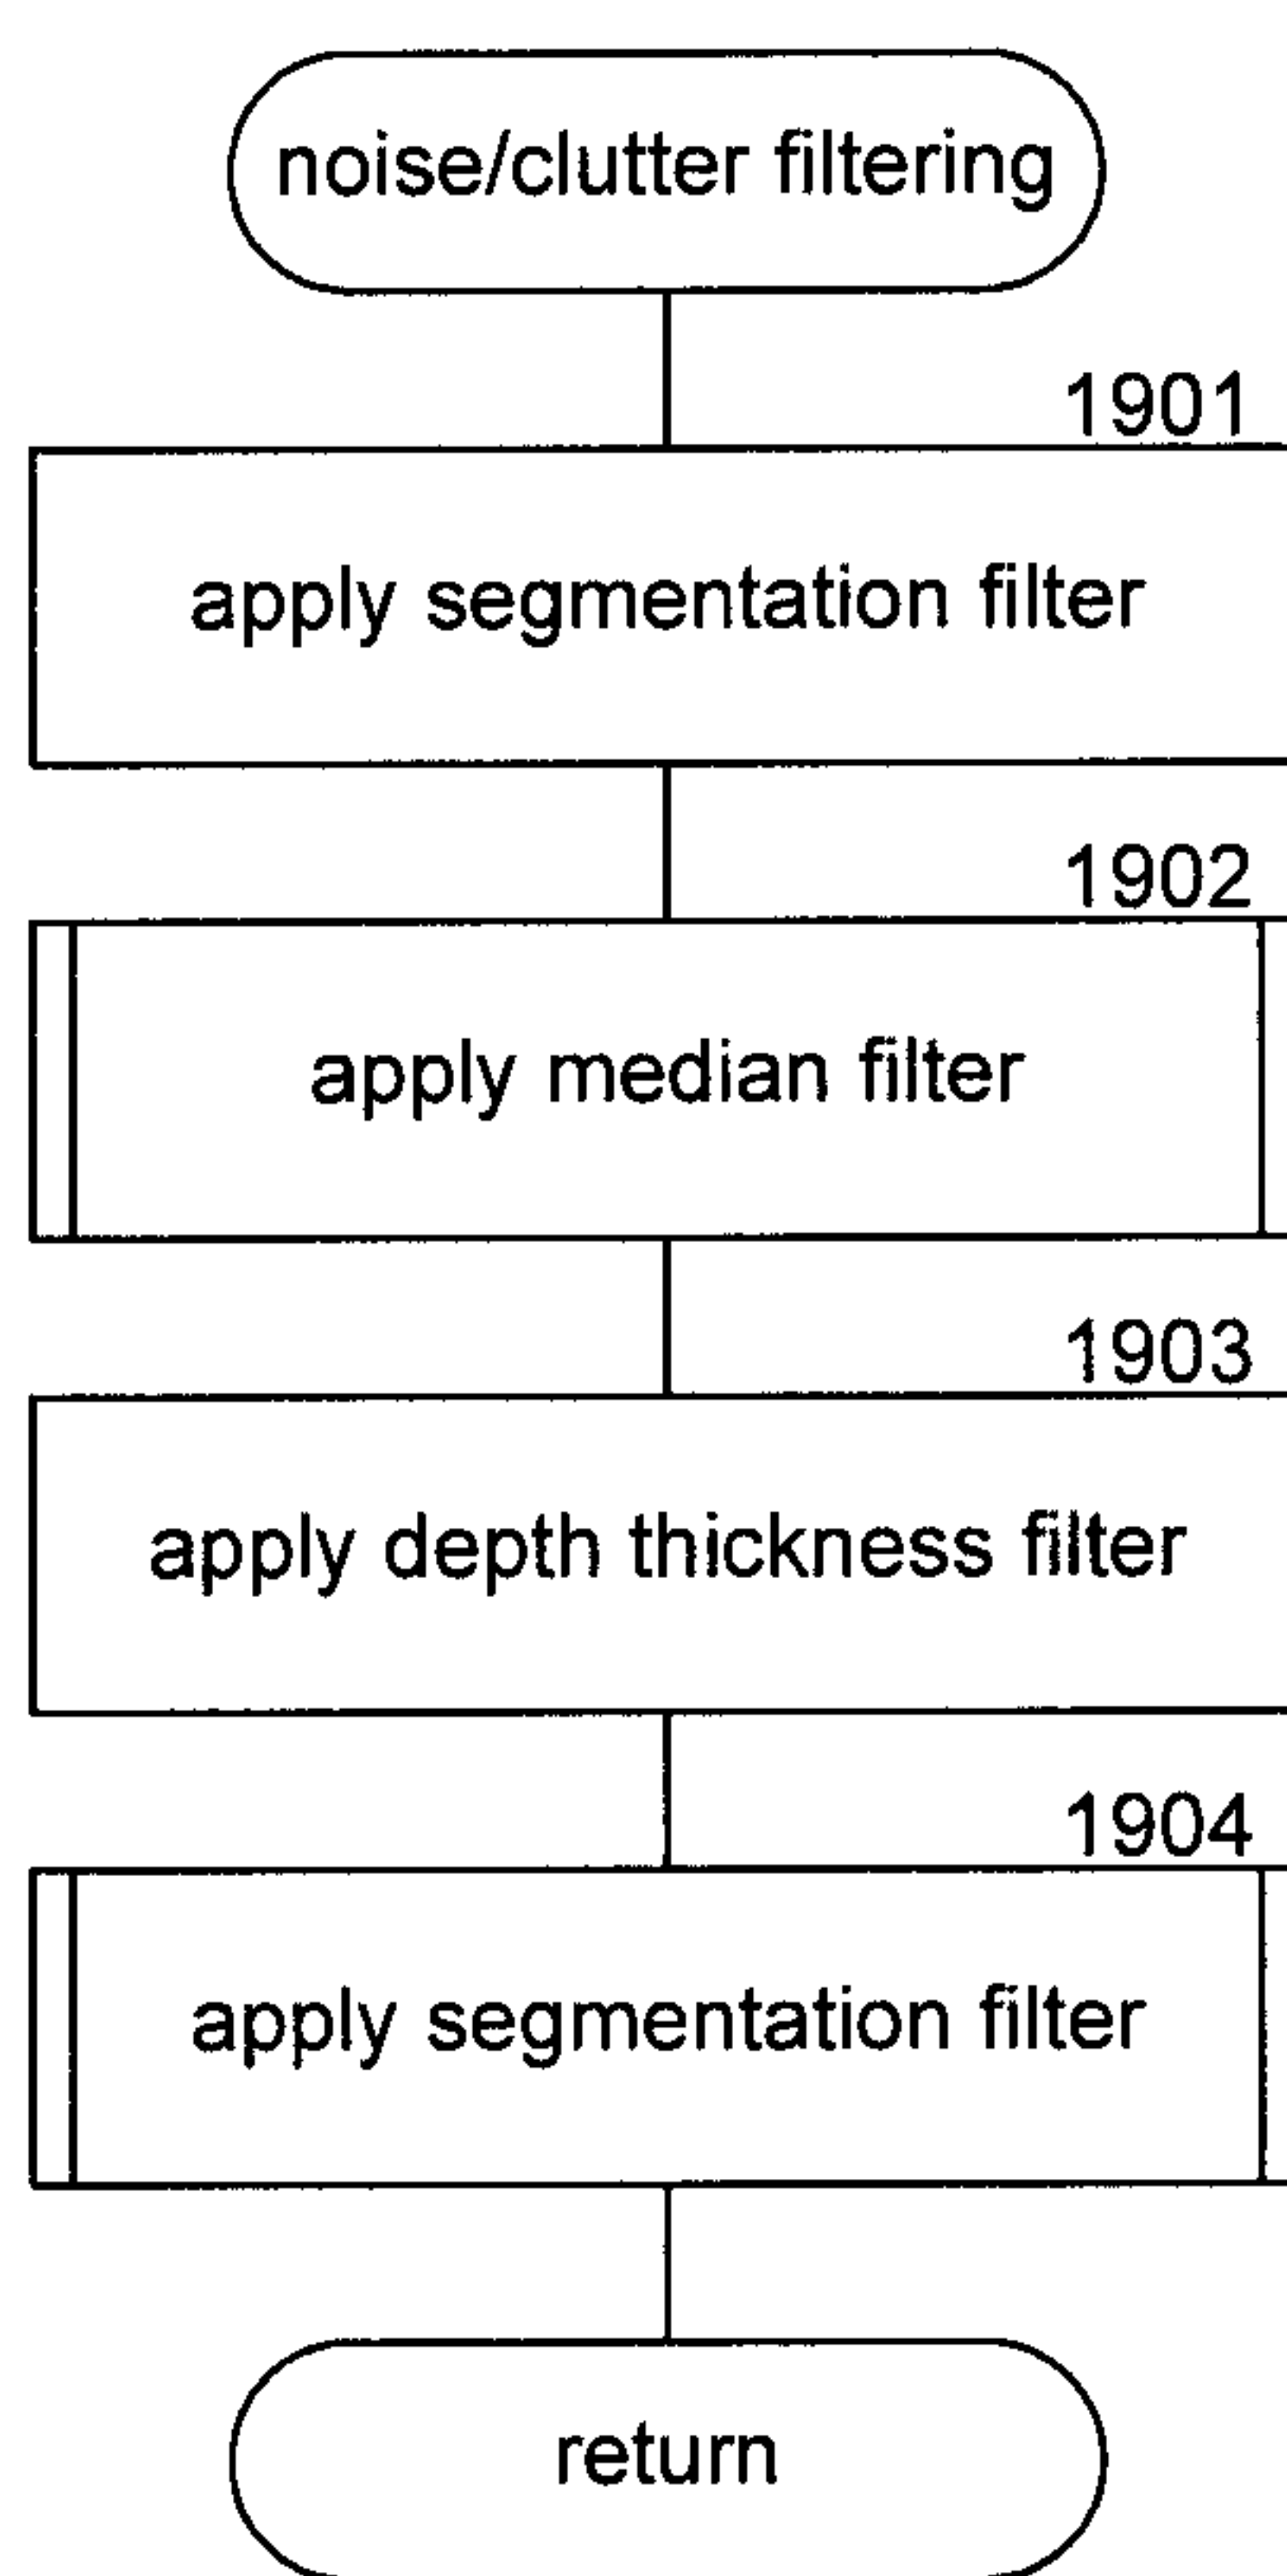 noise/clutter filtering
1901
apply segmentation filter
1902
apply median filter
1903
apply depth thickness filter
1904
apply segmentation filter
return